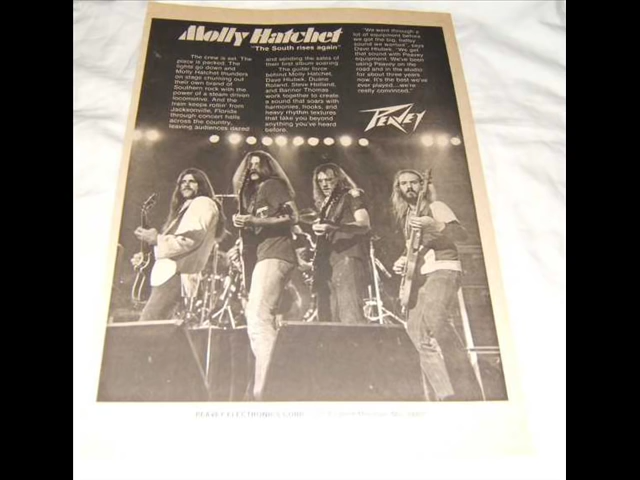 Molly Hatchet
"The South rises again"
The crew is set. The
place is packed. The
lights go down and
Molly Hatchet thunders
on stage churning out
their own brand of
Southern rock with the
power of a steam driven
locomotive. And the
train keeps rollin' from
Jacksonville, Florida
through concert halls
across the country,
leaving audiences dazed
and sending the sales of
their first album soaring.
The guitar force
behind Molly Hatchet,
Dave Hlubek, Duane
Roland, Steve Holland,
and Banner Thomas
work together to create
a sound that soars with
harmonies, hooks, and
heavy rhythm textures
that take you beyond
anything you've heard
before.
"We went through a
lot of equipment before
we got the big, ballsy
sound we wanted", says
Dave Hlubek. "We get
that sound with Peavey
equipment. We've been
using Peavey on the
road and in the studio
for about three years
now. It's the best we've
ever played....we're
really convinced."
PEAVEY
PEAVEY ELECTRONICS CORP.